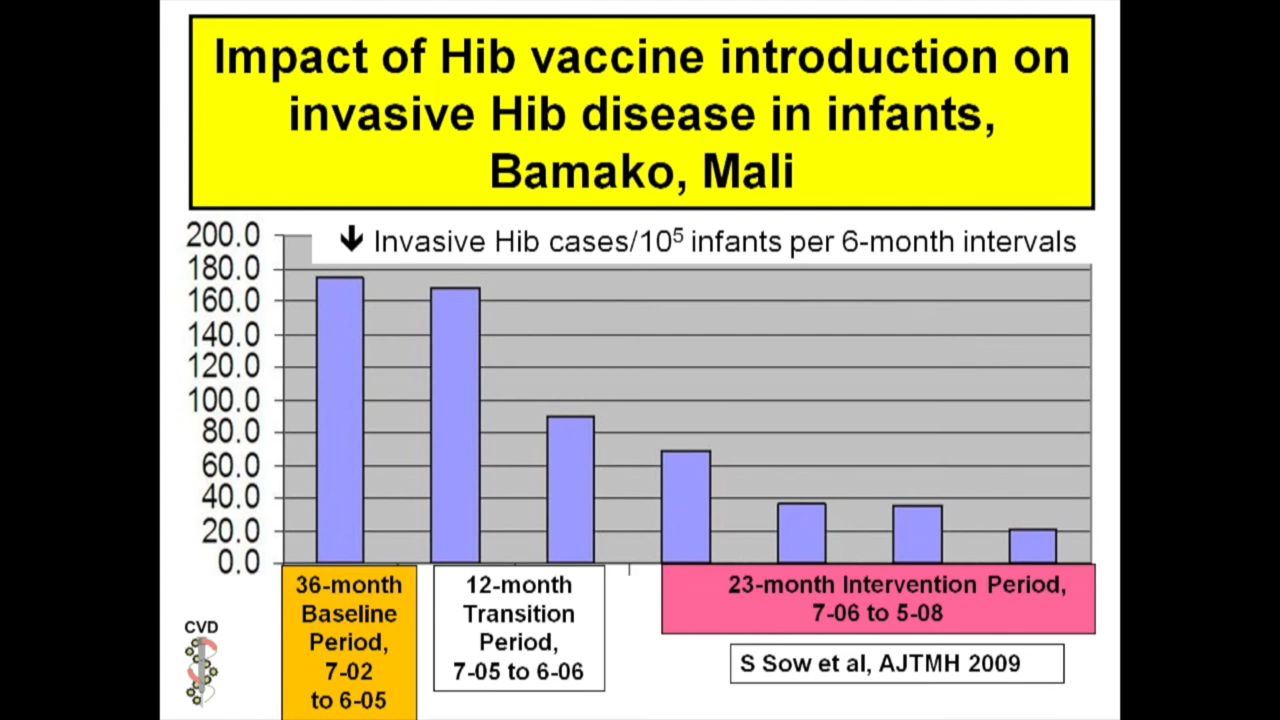 Impact of Hib vaccine introduction on
invasive Hib disease in infants,
Bamako, Mali
🡻 Invasive Hib cases/10⁵ infants per 6-month intervals
200.0
180.0
160.0
140.0
120.0
100.0
80.0
60.0
40.0
20.0
0.0
36-month
Baseline
Period,
7-02
to 6-05
12-month
Transition
Period,
7-05 to 6-06
23-month Intervention Period,
7-06 to 5-08
S Sow et al, AJTMH 2009
CVD